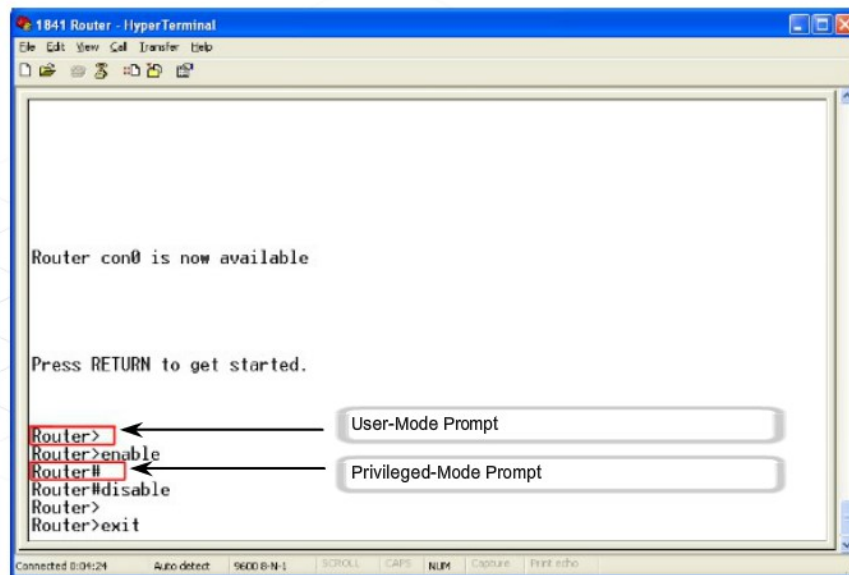 1841 Router - HyperTerminal
File Edit View Call Transfer Help
Router con0 is now available
Press RETURN to get started.
Router>
User-Mode Prompt
Router>enable
Router#
Privileged-Mode Prompt
Router#disable
Router>
Router>exit
Connected 0:04:24 Auto detect 9600 8-N-1 SCROLL CAPS NUM Capture Print echo